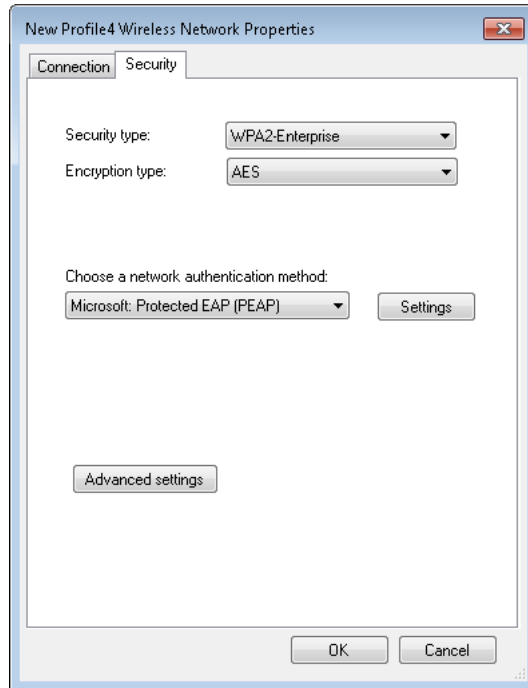 New Profile4 Wireless Network Properties
Connection Security
Security type: WPA2-Enterprise
Encryption type: AES
Choose a network authentication method:
Microsoft: Protected EAP (PEAP) Settings
Advanced settings
OK Cancel